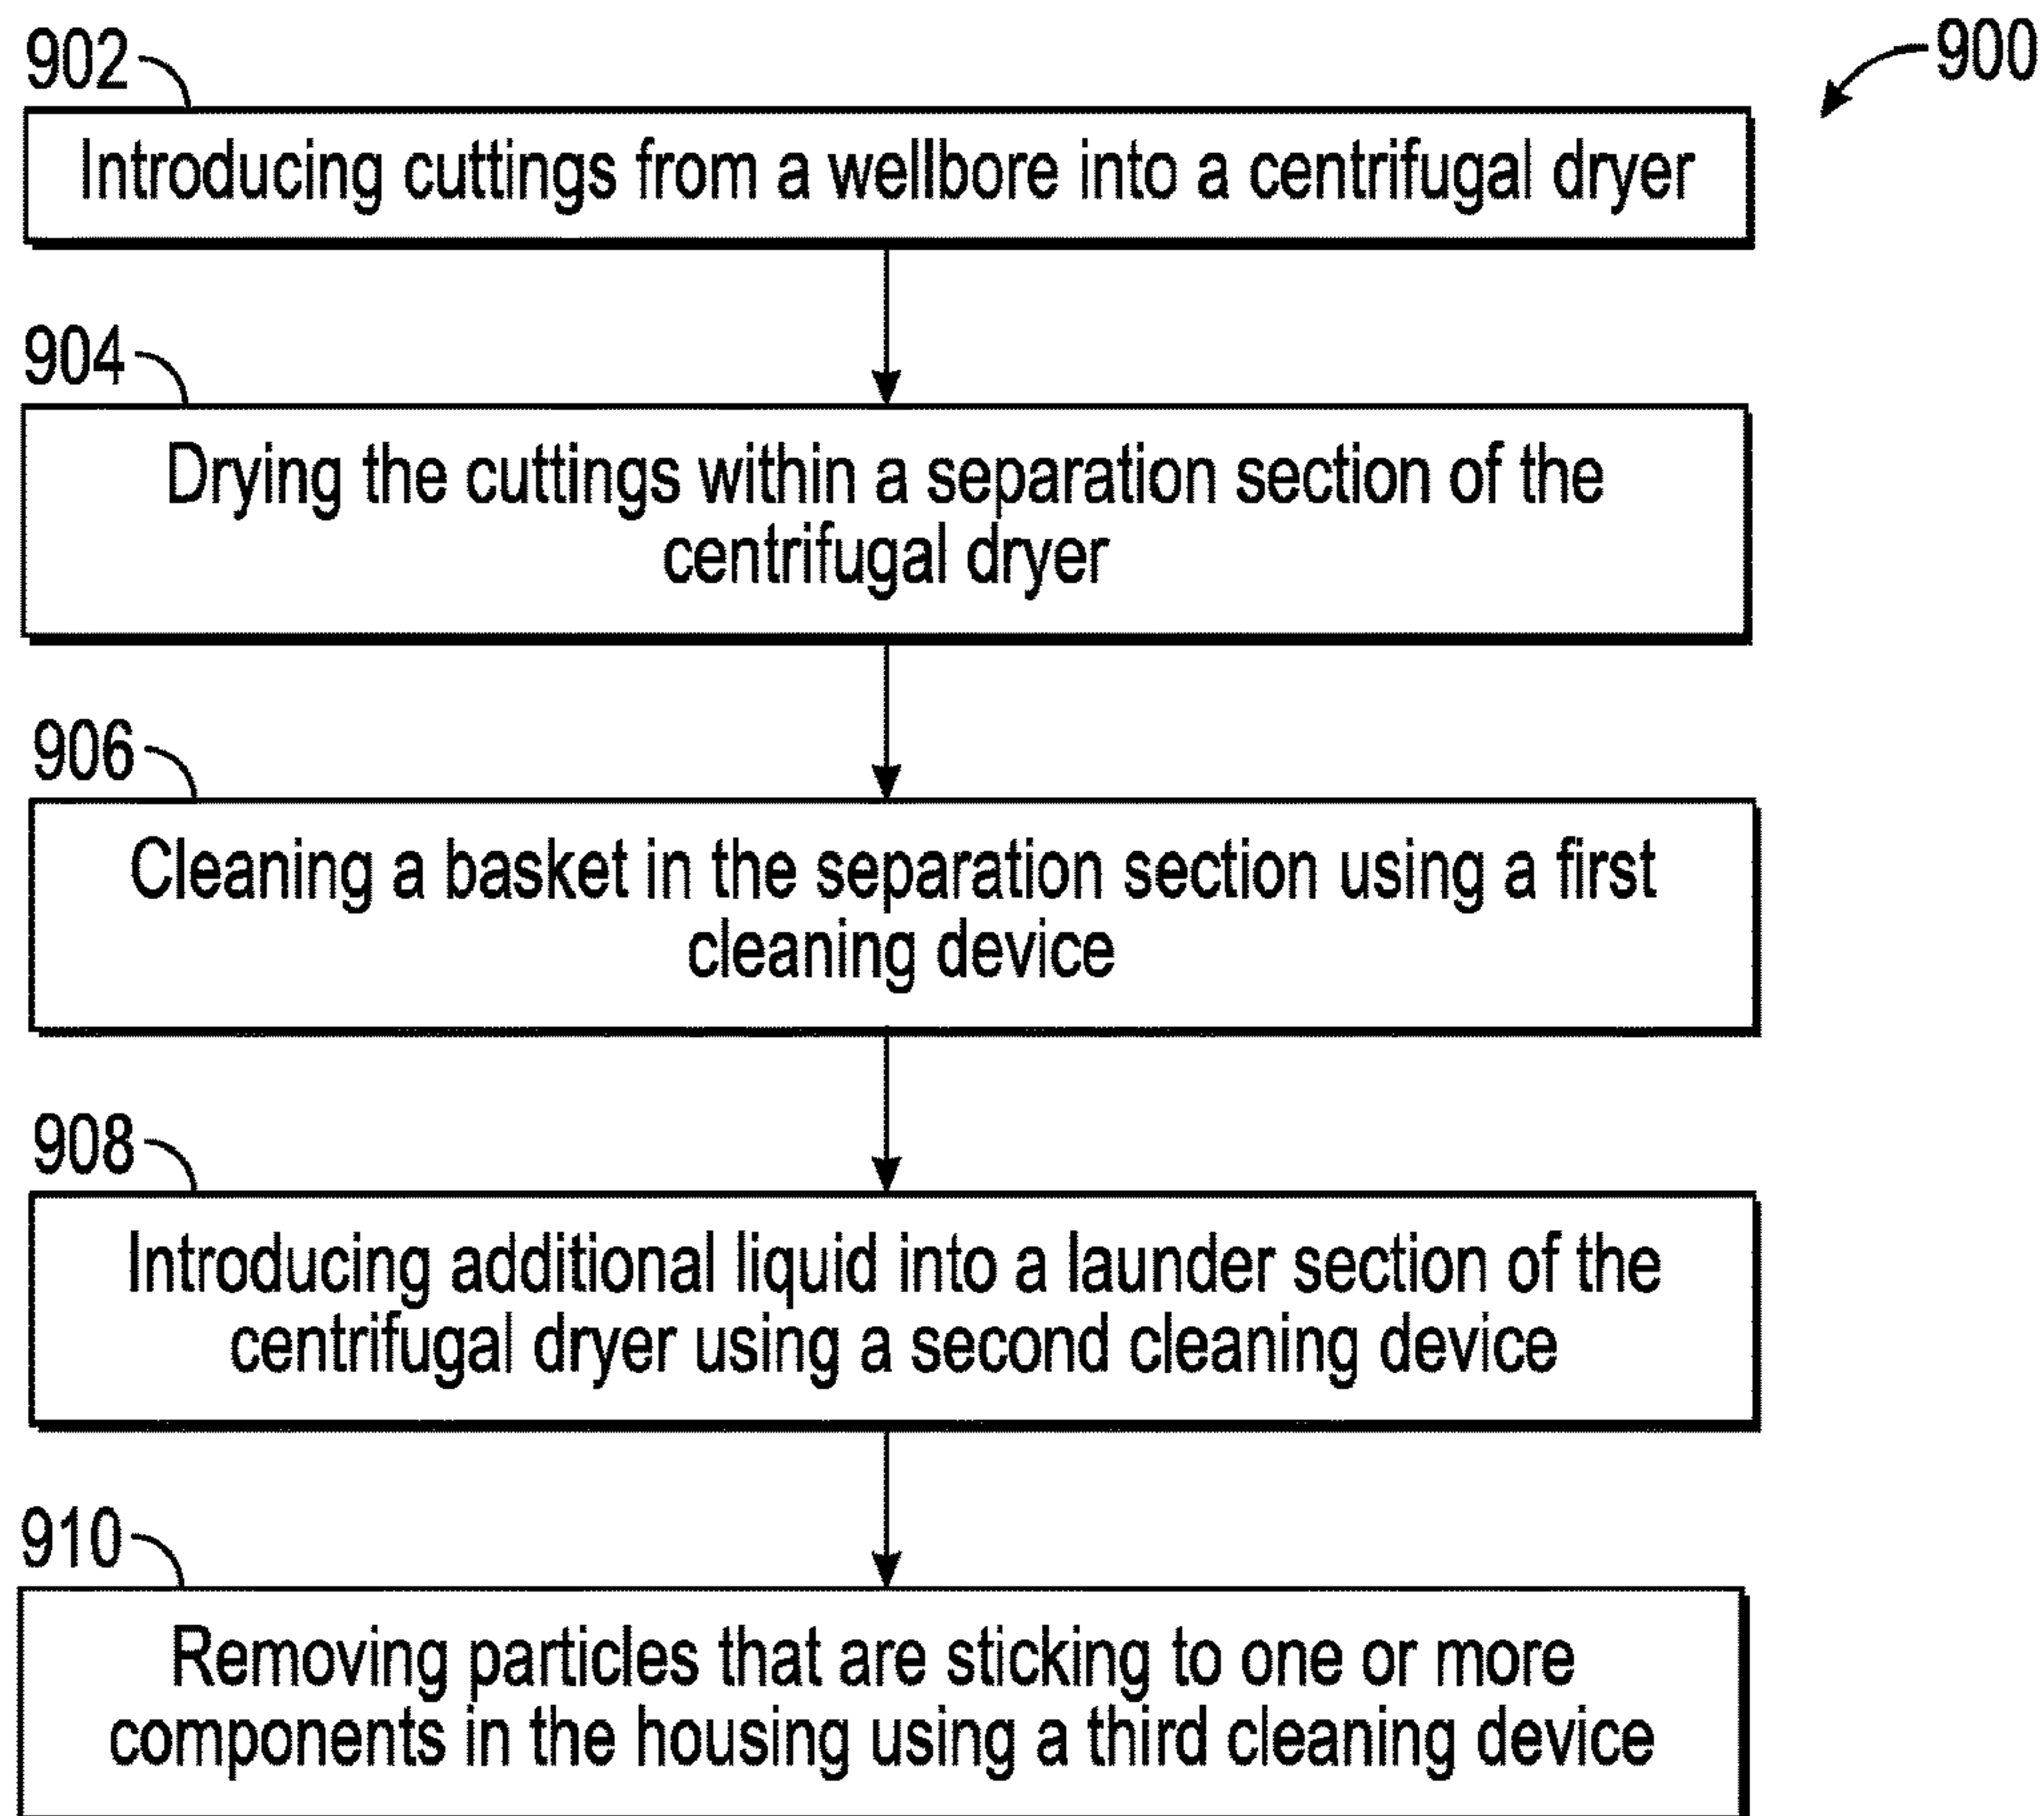 902
900
Introducing cuttings from a wellbore into a centrifugal dryer
904
Drying the cuttings within a separation section of the
centrifugal dryer
906
Cleaning a basket in the separation section using a first
cleaning device
908
Introducing additional liquid into a launder section of the
centrifugal dryer using a second cleaning device
910
Removing particles that are sticking to one or more
components in the housing using a third cleaning device